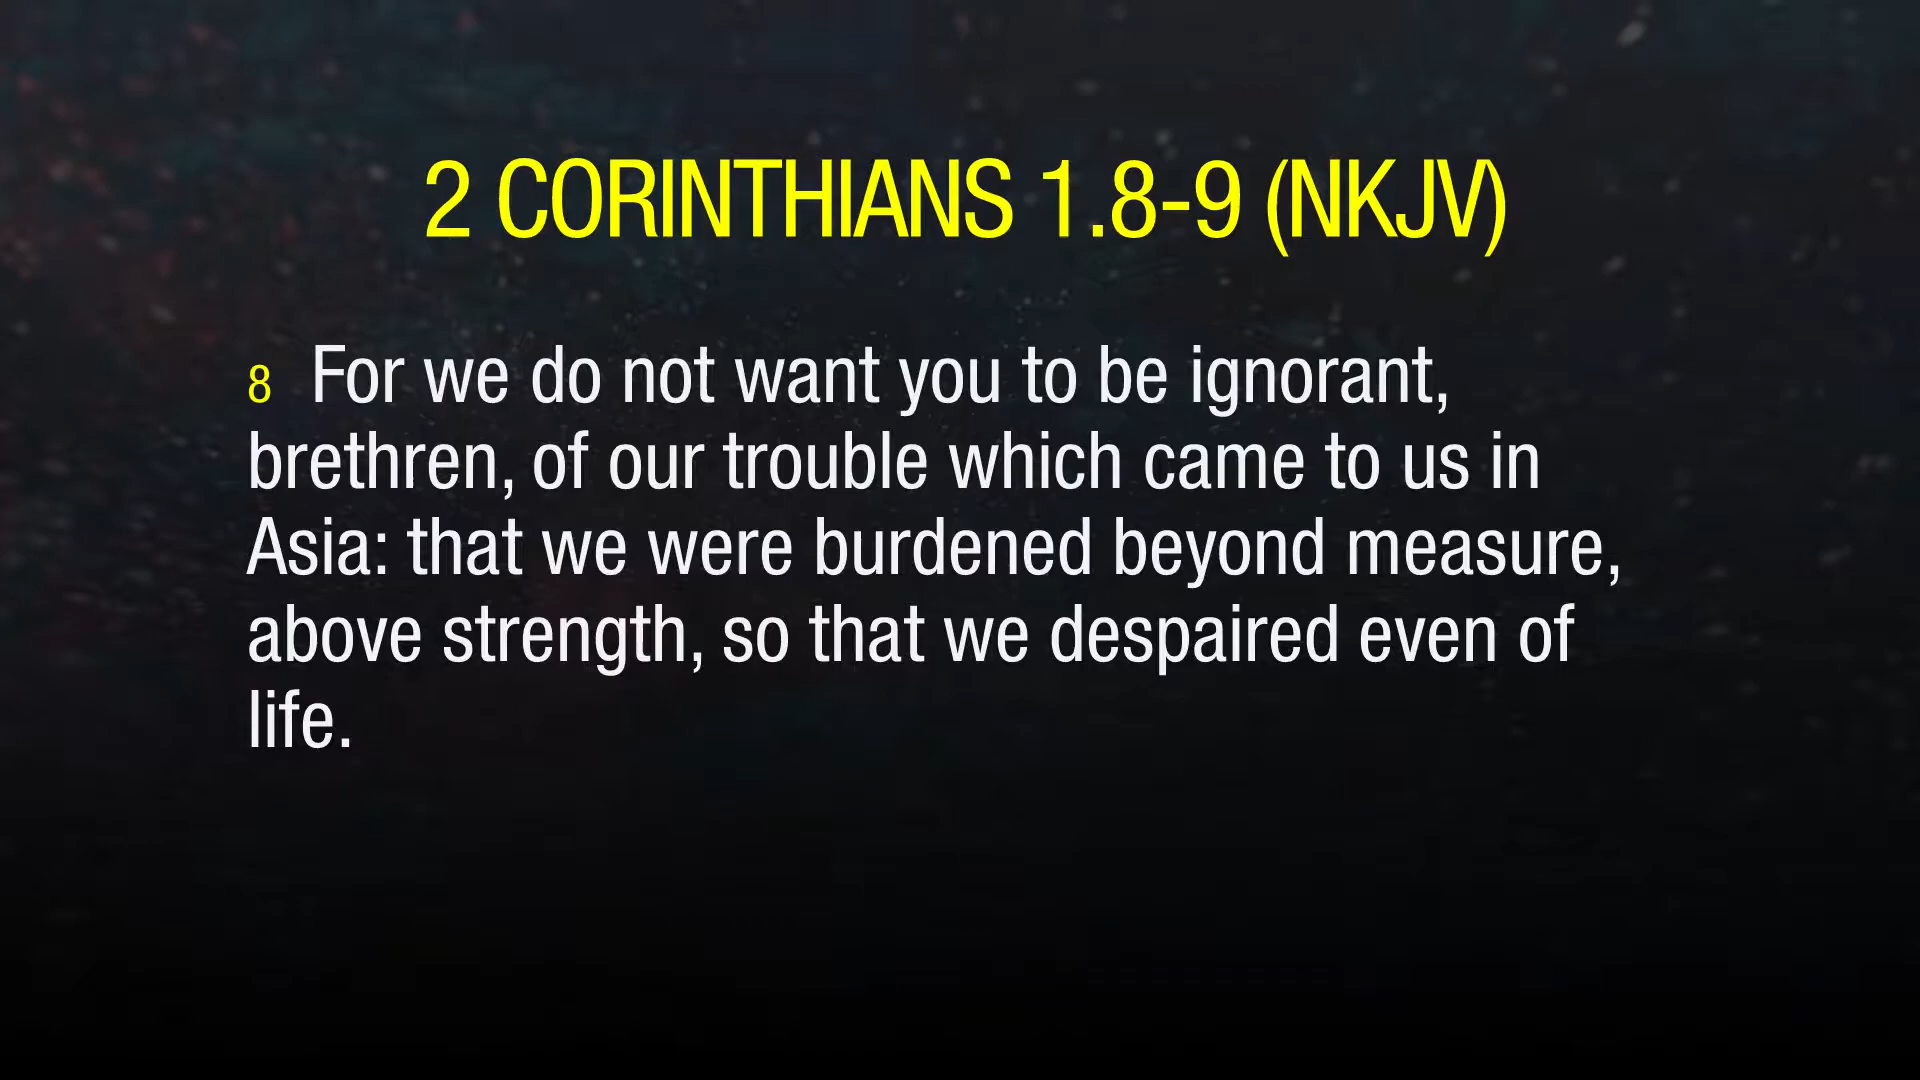 2 CORINTHIANS 1.8-9 (NKJV)
8 For we do not want you to be ignorant,
brethren, of our trouble which came to us in
Asia: that we were burdened beyond measure,
above strength, so that we despaired even of
life.